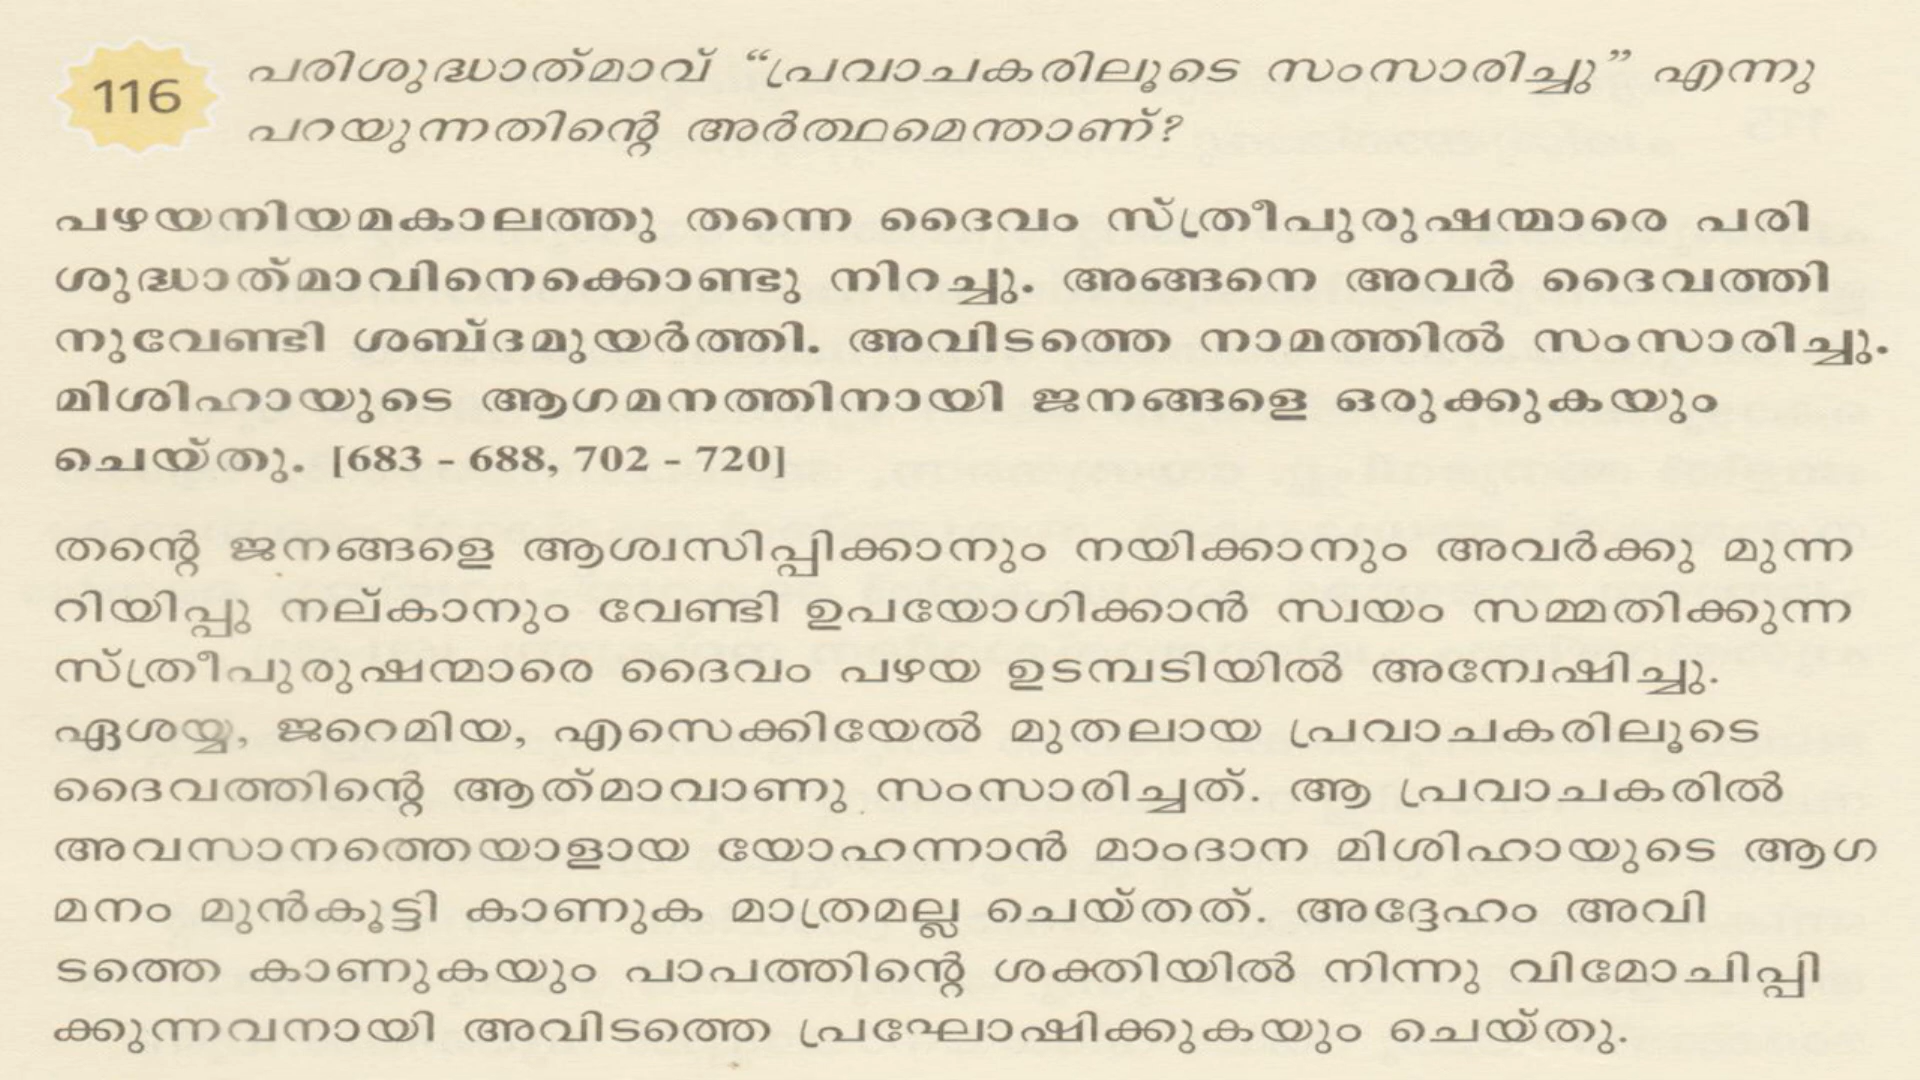 116
പരിശുദ്ധാത്മാവ് “പ്രവാചകരിലൂടെ സംസാരിച്ചു” എന്നു
പറയുന്നതിന്റെ അർത്ഥമെന്താണ്?
പഴയനിയമകാലത്തു തന്നെ ദൈവം സ്ത്രീപുരുഷന്മാരെ പരി
ശുദ്ധാത്മാവിനെക്കൊണ്ടു നിറച്ചു. അങ്ങനെ അവർ ദൈവത്തി
നുവേണ്ടി ശബ്ദമുയർത്തി. അവിടത്തെ നാമത്തിൽ സംസാരിച്ചു.
മിശിഹായുടെ ആഗമനത്തിനായി ജനങ്ങളെ ഒരുക്കുകയും
ചെയ്തു. [683 - 688, 702 - 720]
തന്റെ ജനങ്ങളെ ആശ്വസിപ്പിക്കാനും നയിക്കാനും അവർക്കു മുന്ന
റിയിപ്പു നല്കാനും വേണ്ടി ഉപയോഗിക്കാൻ സ്വയം സമ്മതിക്കുന്ന
സ്ത്രീപുരുഷന്മാരെ ദൈവം പഴയ ഉടമ്പടിയിൽ അന്വേഷിച്ചു.
ഏശയ്യ, ജറെമിയ, എസെക്കിയേൽ മുതലായ പ്രവാചകരിലൂടെ
ദൈവത്തിന്റെ ആത്മാവാണു സംസാരിച്ചത്. ആ പ്രവാചകരിൽ
അവസാനത്തെയാളായ യോഹന്നാൻ മാംദാന മിശിഹായുടെ ആഗ
മനം മുൻകൂട്ടി കാണുക മാത്രമല്ല ചെയ്തത്. അദ്ദേഹം അവി
ടത്തെ കാണുകയും പാപത്തിന്റെ ശക്തിയിൽ നിന്നു വിമോചിപ്പി
ക്കുന്നവനായി അവിടത്തെ പ്രഘോഷിക്കുകയും ചെയ്തു.